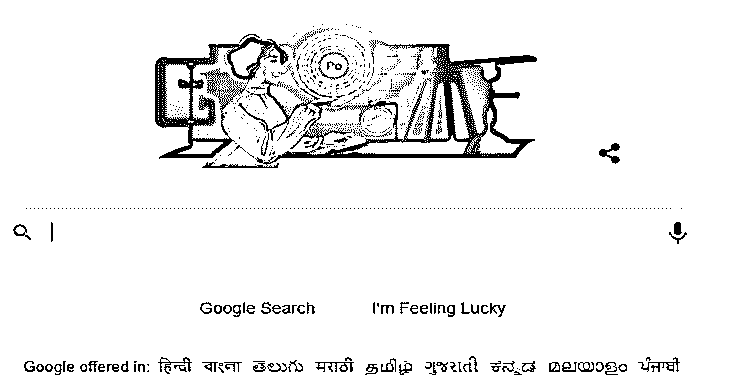 Po
Google Search I'm Feeling Lucky
Google offered in: हिन्दी বাংলা తెలుగు मराठी தமிழ் ગુજરાતી ಕನ್ನಡ മലയാളം ਪੰਜਾਬੀ